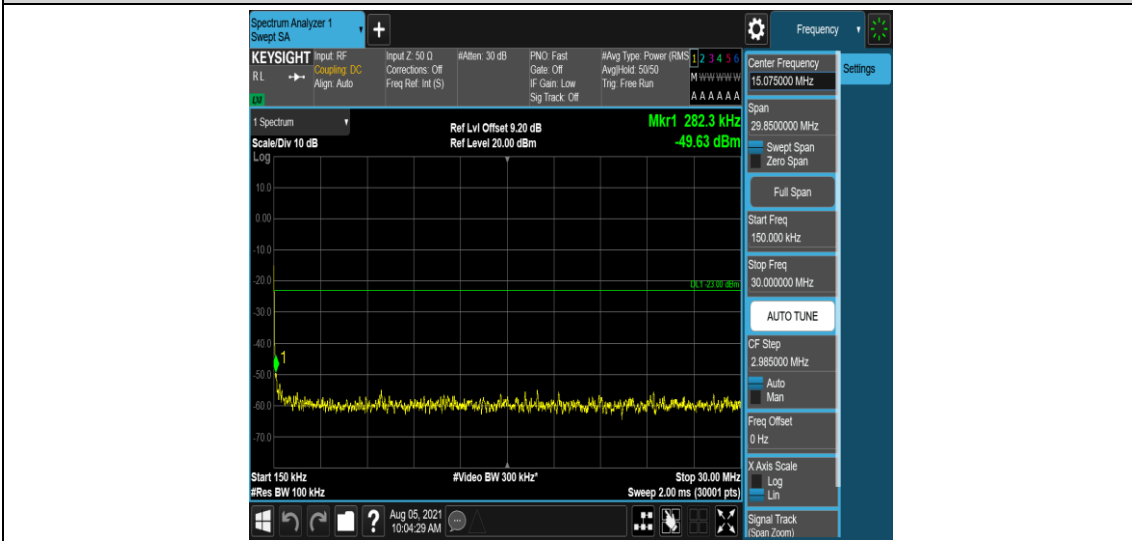 Spectrum Analyzer 1
Swept SA
+
Frequency
KEYSIGHT
Input: RF
Coupling: DC
Align: Auto
Input Z: 50 Ω
Corrections: Off
Freq Ref: Int (S)
#Atten: 30 dB
PNO: Fast
Gate: Off
IF Gain: Low
Sig Track: Off
#Avg Type: Power (RMS
Avg|Hold: 50/50
Trig: Free Run
1 2 3 4 5 6
M W W W W W
A A A A A A
RL
LXI
1 Spectrum
Scale/Div 10 dB
Log
Ref Lvl Offset 9.20 dB
Ref Level 20.00 dBm
Mkr1 282.3 kHz
-49.63 dBm
10.0
0.00
-10.0
-20.0
-30.0
-40.0
-50.0
-60.0
-70.0
DL1 -23.00 dBm
1
Start 150 kHz
#Res BW 100 kHz
#Video BW 300 kHz*
Stop 30.00 MHz
Sweep 2.00 ms (30001 pts)
Center Frequency
15.075000 MHz
Settings
Span
29.8500000 MHz
Swept Span
Zero Span
Full Span
Start Freq
150.000 kHz
Stop Freq
30.000000 MHz
AUTO TUNE
CF Step
2.985000 MHz
Auto
Man
Freq Offset
0 Hz
X Axis Scale
Log
Lin
Signal Track
(Span Zoom)
?
Aug 05, 2021
10:04:29 AM